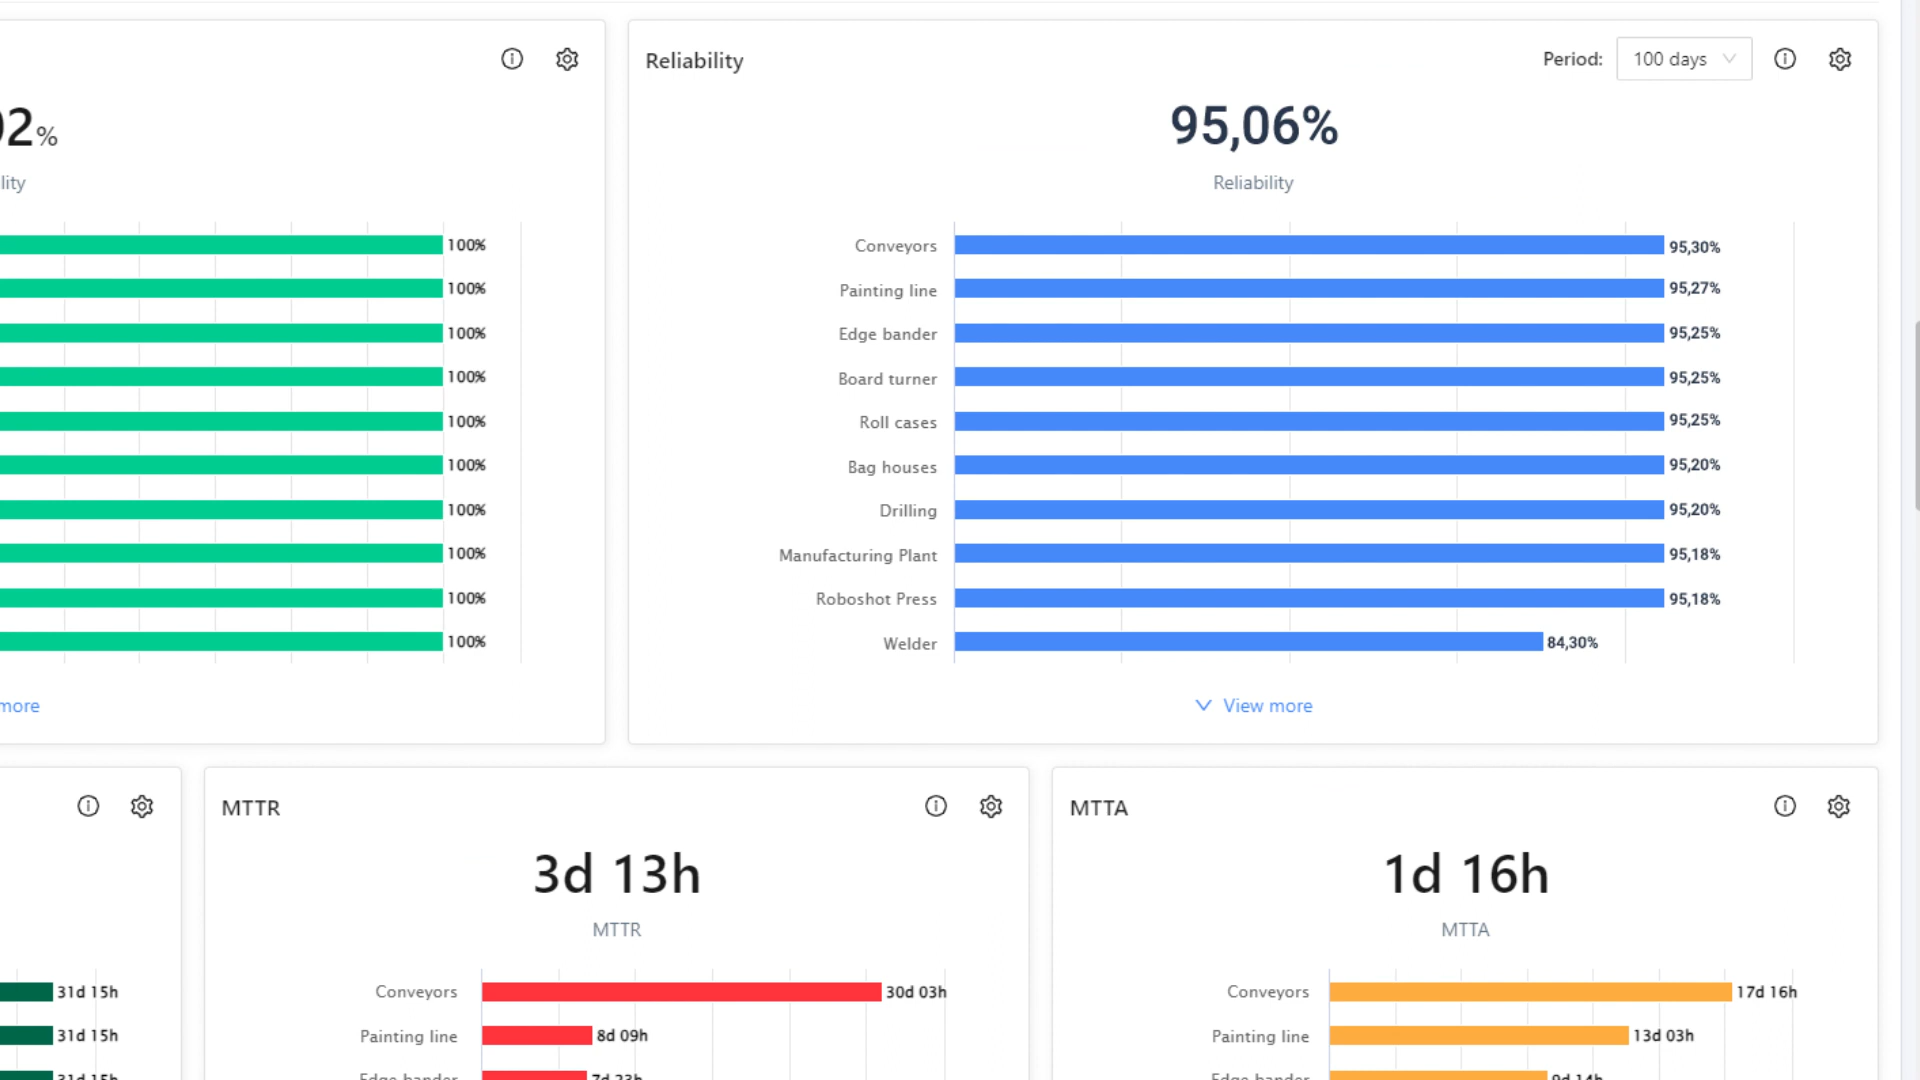 02%
lity
100%
100%
100%
100%
100%
100%
100%
100%
100%
100%
more
Reliability
Period: 100 days
95,06%
Reliability
Conveyors 95,30%
Painting line 95,27%
Edge bander 95,25%
Board turner 95,25%
Roll cases 95,25%
Bag houses 95,20%
Drilling 95,20%
Manufacturing Plant 95,18%
Roboshot Press 95,18%
Welder 84,30%
View more
31d 15h
31d 15h
31d 15h
MTTR
3d 13h
MTTR
Conveyors 30d 03h
Painting line 8d 09h
Edge bander 7d 23h
MTTA
1d 16h
MTTA
Conveyors 17d 16h
Painting line 13d 03h
Edge bander 9d 14h